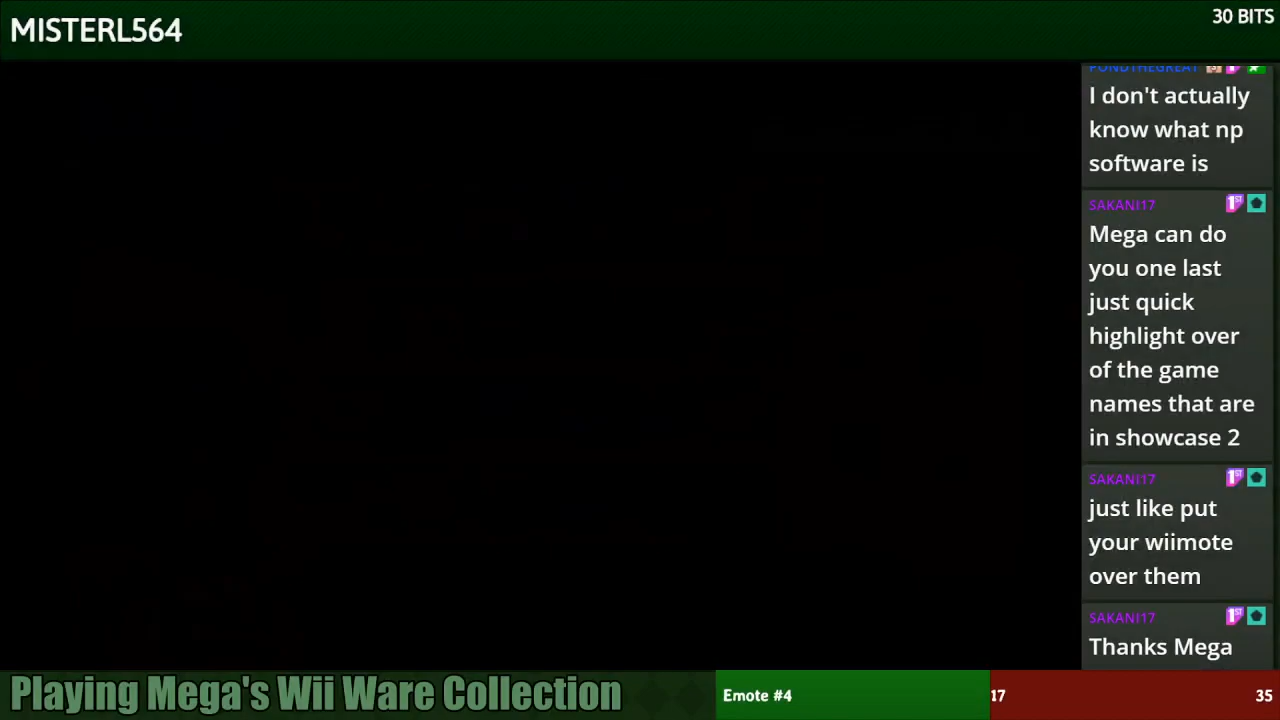 MISTERL564
30 BITS
PONDTHEGREAT
I don't actually
know what np
software is
SAKANI17
Mega can do
you one last
just quick
highlight over
of the game
names that are
in showcase 2
SAKANI17
just like put
your wiimote
over them
SAKANI17
Thanks Mega
Playing Mega's Wii Ware Collection
Emote #4
17
35